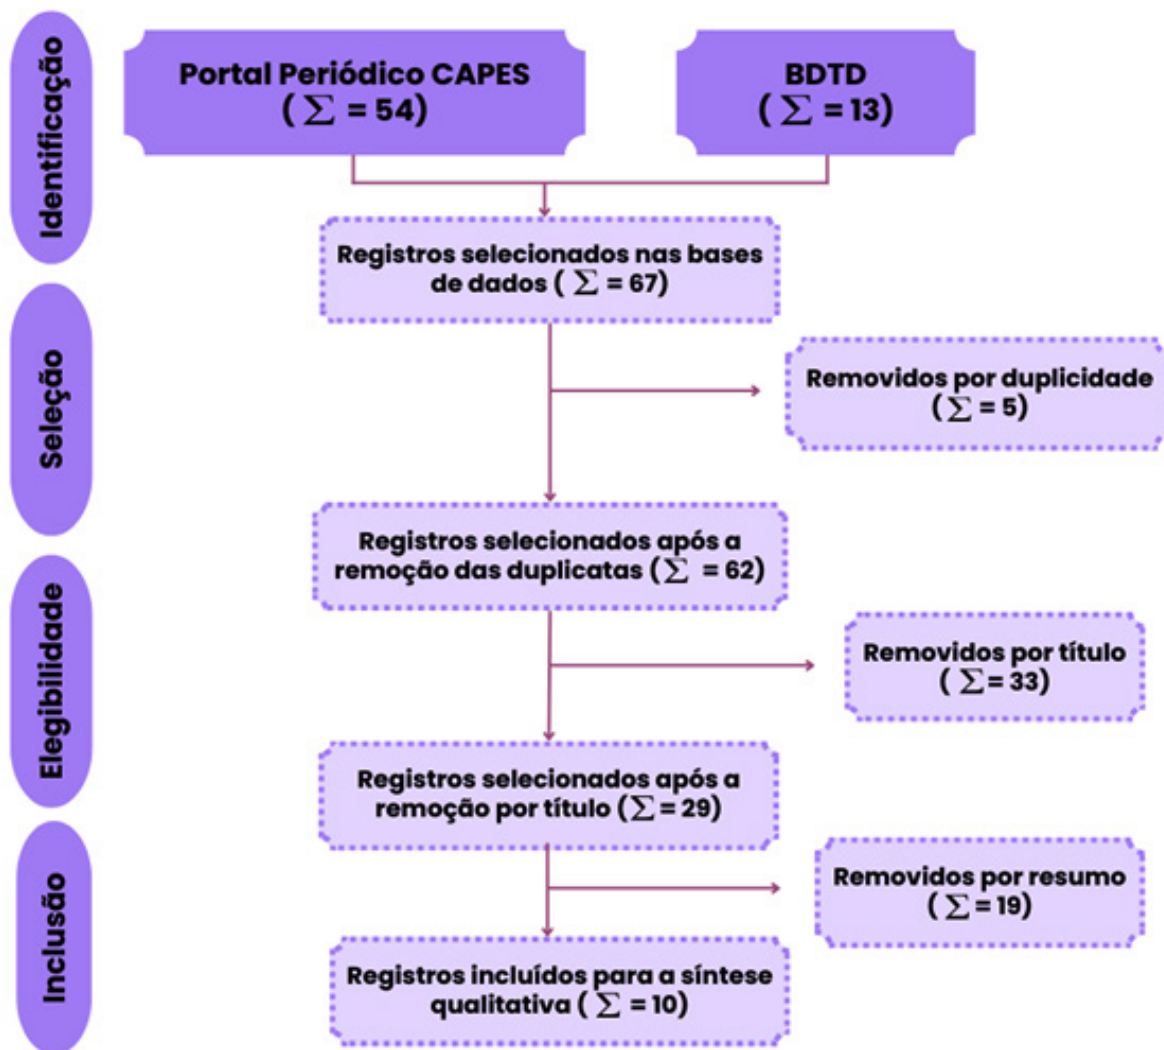 Identificação
Portal Periódico CAPES
( ∑ = 54)
BDTD
( ∑ = 13)
Registros selecionados nas bases
de dados ( ∑ = 67)
Seleção
Removidos por duplicidade
( ∑ = 5)
Registros selecionados após a
remoção das duplicatas ( ∑ = 62)
Elegibilidade
Removidos por título
( ∑ = 33)
Registros selecionados após a
remoção por título ( ∑ = 29)
Inclusão
Removidos por resumo
( ∑ = 19)
Registros incluídos para a síntese
qualitativa ( ∑ = 10)